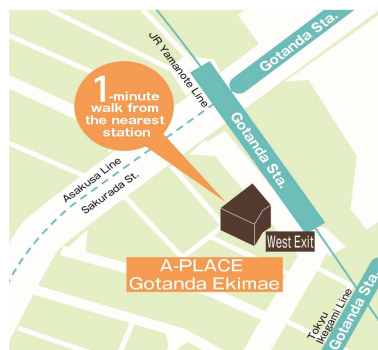 JR Yamanote Line
Gotanda Sta.
1-minute
walk from
the nearest
station
Gotanda Sta.
Asakusa Line
Sakurada St.
West Exit
A-PLACE
Gotanda Ekimae
Tokyu
Ikegami Line
Gotanda Sta.